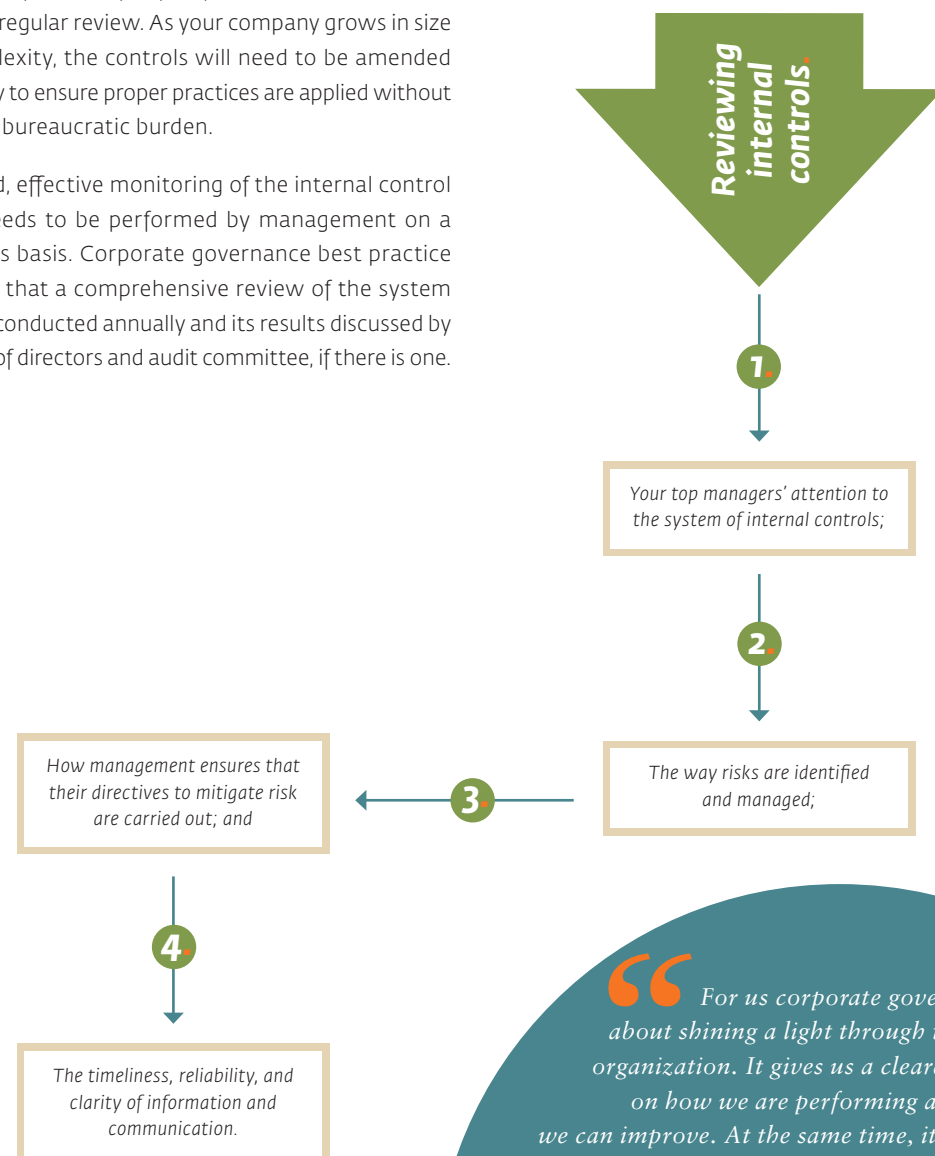 regular review. As your company grows in size
lexity, the controls will need to be amended
y to ensure proper practices are applied without
bureaucratic burden.
d, effective monitoring of the internal control
eeds to be performed by management on a
s basis. Corporate governance best practice
that a comprehensive review of the system
conducted annually and its results discussed by
of directors and audit committee, if there is one.
Reviewing
internal
controls.
1.
Your top managers’ attention to
the system of internal controls;
2.
The way risks are identified
and managed;
3.
How management ensures that
their directives to mitigate risk
are carried out; and
4.
The timeliness, reliability, and
clarity of information and
communication.
“ For us corporate gove
about shining a light through
organization. It gives us a clear
on how we are performing a
we can improve. At the same time, it